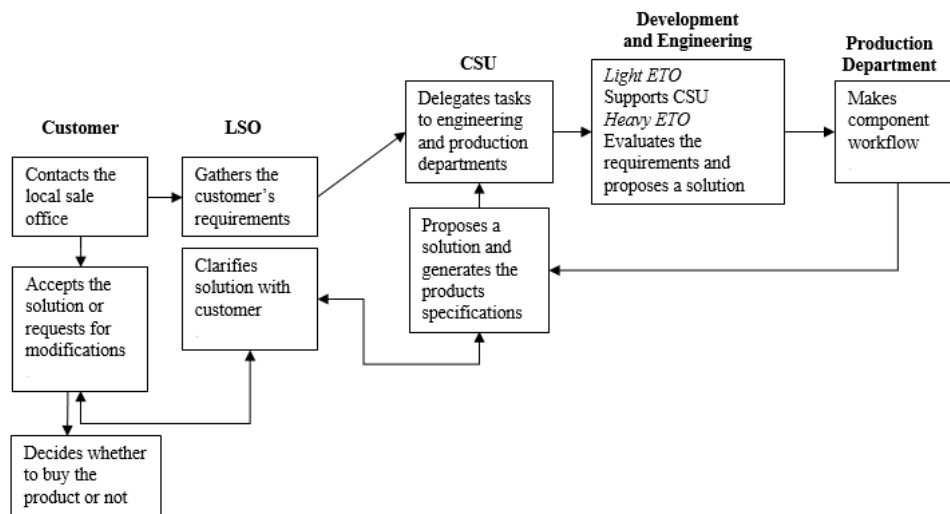 Development
and Engineering
Production
Department
CSU
Customer
LSO
Light ETO
Supports CSU
Heavy ETO
Evaluates the
requirements and
proposes a solution
Makes
component
workflow
Delegates tasks
to engineering
and production
departments
Contacts the
local sale
office
Gathers the
customer’s
requirements
Proposes a
solution and
generates the
products
specifications
Clarifies
solution with
customer
Accepts the
solution or
requests for
modifications
Decides whether
to buy the
product or not